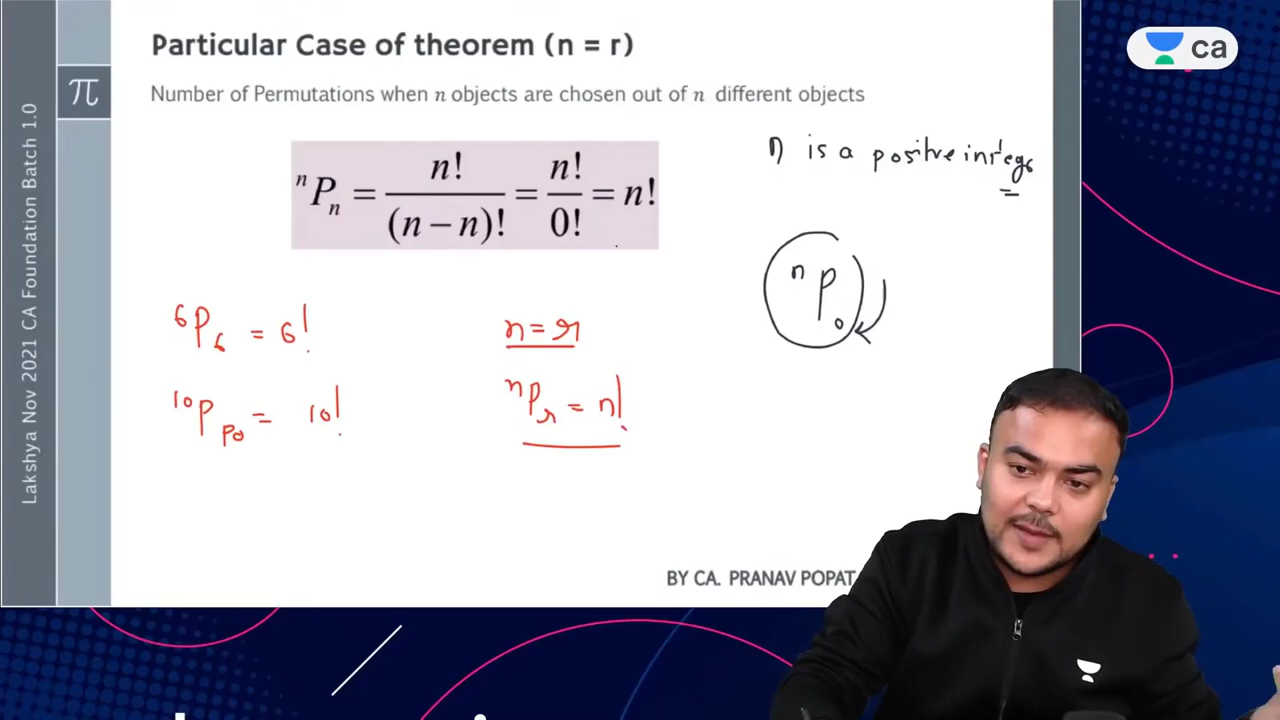 Particular Case of theorem (n = r)
π
Number of Permutations when n objects are chosen out of n different objects
ⁿPₙ = n!/(n − n)! = n!/0! = n!
n is a positive integ
ⁿP₀
⁶P₆ = 6!
n = r
¹⁰P₁₀ = 10!
ⁿPᵣ = n!
Lakshya Nov 2021 CA Foundation Batch 1.0
BY CA. PRANAV POPAT
ca